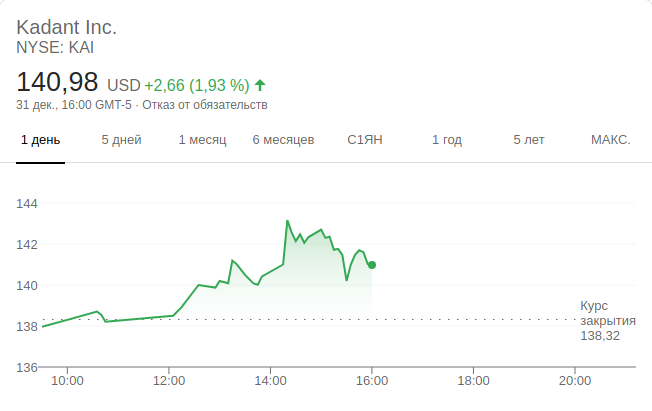 Kadant Inc.
NYSE: KAI
140,98 USD +2,66 (1,93 %)
31 дек., 16:00 GMT-5 · Отказ от обязательств
1 день 5 дней 1 месяц 6 месяцев С1ЯН 1 год 5 лет МАКС.
144
142
140
138
136
Курс
закрытия
138,32
10:00 12:00 14:00 16:00 18:00 20:00